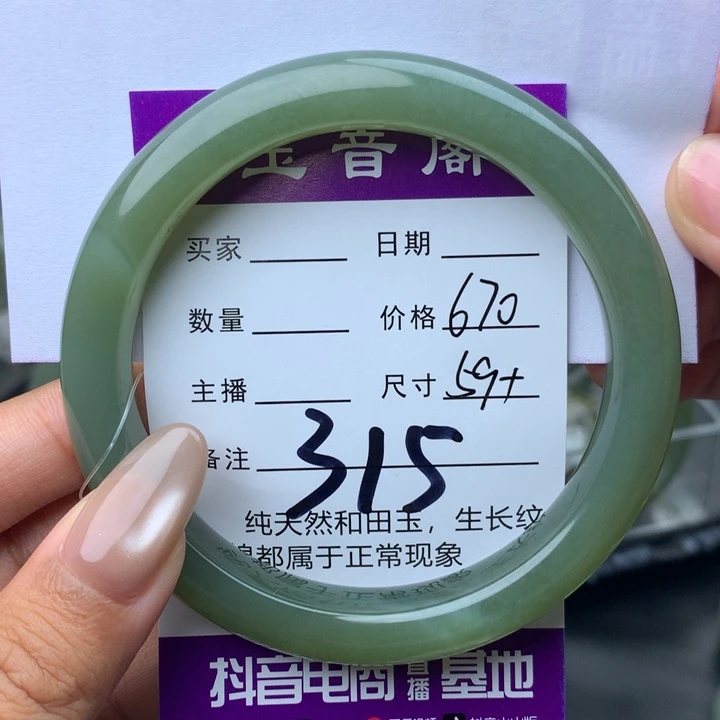 玉音阁
买家 日期
数量 价格 670
主播 尺寸 59+
备注 315
纯天然和田玉，生长纹
棉都属于正常现象
抖音电商直播基地